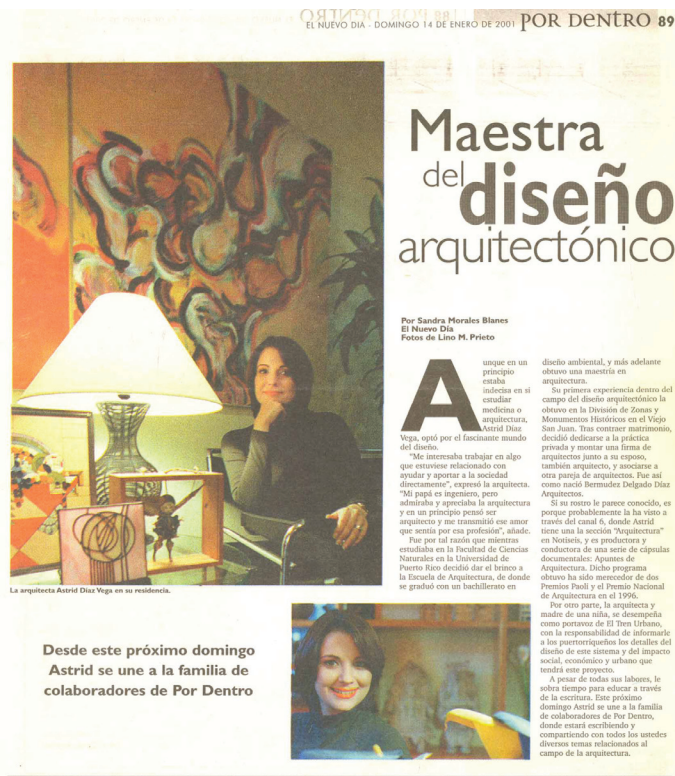 EL NUEVO DIA - DOMINGO 14 DE ENERO DE 2001 POR DENTRO 89
Maestra
del diseño
arquitectónico
Por Sandra Morales Blanes
El Nuevo Día
Fotos de Lino M. Prieto
Aunque en un
principio
estaba
indecisa en si
estudiar
medicina o
arquitectura,
Astrid Díaz
Vega, optó por el fascinante mundo
del diseño.
"Me interesaba trabajar en algo
que estuviese relacionado con
ayudar y aportar a la sociedad
directamente", expresó la arquitecta.
"Mi papá es ingeniero, pero
admiraba y apreciaba la arquitectura
y en un principio pensó ser
arquitecto y me transmitió ese amor
que sentía por esa profesión", añade.
Fue por tal razón que mientras
estudiaba en la Facultad de Ciencias
Naturales en la Universidad de
Puerto Rico decidió dar el brinco a
la Escuela de Arquitectura, de donde
se graduó con un bachillerato en
diseño ambiental, y más adelante
obtuvo una maestría en
arquitectura.
Su primera experiencia dentro del
campo del diseño arquitectónico la
obtuvo en la División de Zonas y
Monumentos Históricos en el Viejo
San Juan. Tras contraer matrimonio,
decidió dedicarse a la práctica
privada y montar una firma de
arquitectos junto a su esposo,
también arquitecto, y asociarse a
otra pareja de arquitectos. Fue así
como nació Bermudez Delgado Díaz
Arquitectos.
Si su rostro le parece conocido, es
porque probablemente la ha visto a
través del canal 6, donde Astrid
tiene una la sección "Arquitectura"
en Notiseis, y es productora y
conductora de una serie de cápsulas
documentales: Apuntes de
Arquitectura. Dicho programa
obtuvo ha sido merecedor de dos
Premios Paoli y el Premio Nacional
de Arquitectura en el 1996.
Por otro parte, la arquitecta y
madre de una niña, se desempeña
como portavoz de El Tren Urbano,
con la responsabilidad de informarle
a los puertorriqueños los detalles del
diseño de este sistema y del impacto
social, económico y urbano que
tendrá este proyecto.
A pesar de todas sus labores, le
sobra tiempo para educar a través
de la escritura. Este próximo
domingo Astrid se une a la familia
de colaboradores de Por Dentro,
donde estará escribiendo y
compartiendo con todos los ustedes
diversos temas relacionados al
campo de la arquitectura.
La arquitecta Astrid Díaz Vega en su residencia.
Desde este próximo domingo
Astrid se une a la familia de
colaboradores de Por Dentro